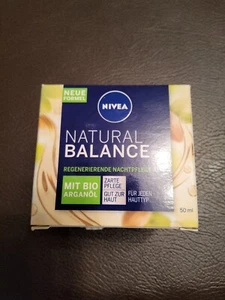 NEUE
FORMEL
NIVEA
NATURAL
BALANCE
REGENERIERENDE NACHTPFLEGE
MIT BIO
ARGANÖL
ZARTE
PFLEGE
GUT ZUR
HAUT
FÜR JEDEN
HAUTTYP
50 ml